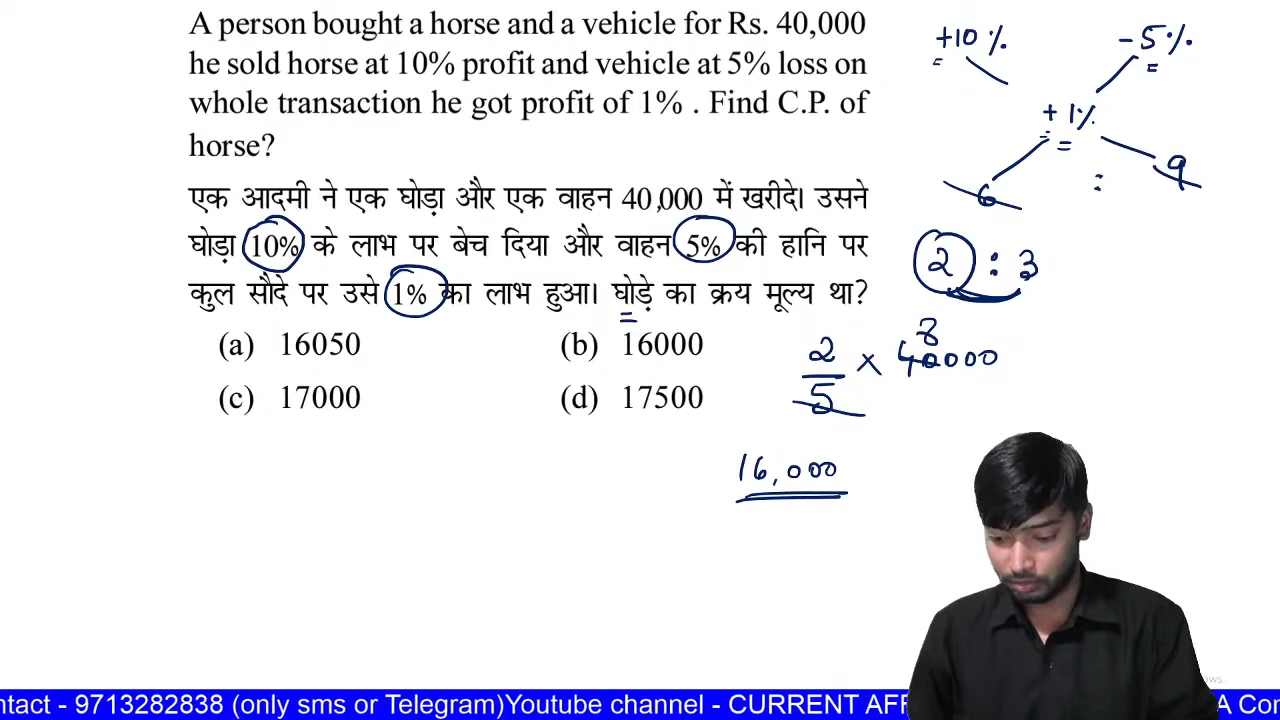 A person bought a horse and a vehicle for Rs. 40,000
he sold horse at 10% profit and vehicle at 5% loss on
whole transaction he got profit of 1% . Find C.P. of
horse?
एक आदमी ने एक घोड़ा और एक वाहन 40,000 में खरीदे। उसने
घोड़ा 10% के लाभ पर बेच दिया और वाहन 5% की हानि पर
कुल सौदे पर उसे 1% का लाभ हुआ। घोड़े का क्रय मूल्य था?
(a) 16050 (b) 16000
(c) 17000 (d) 17500
+10% -5%
+1%
6 : 9
2 : 3
8
2/5 × 40000
16,000
ntact - 9713282838 (only sms or Telegram)Youtube channel - CURRENT AF A Con